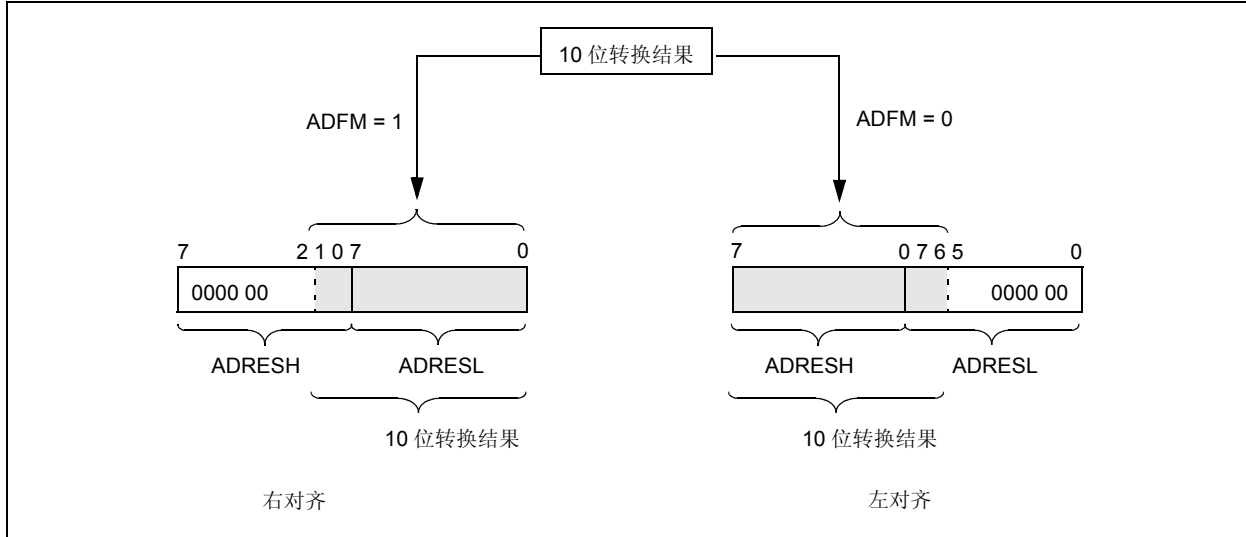 10 位转换结果
ADFM = 1
ADFM = 0
7 2 1 0 7 0
7 0 7 6 5 0
0000 00
0000 00
ADRESH ADRESL
ADRESH ADRESL
10 位转换结果
10 位转换结果
右对齐
左对齐